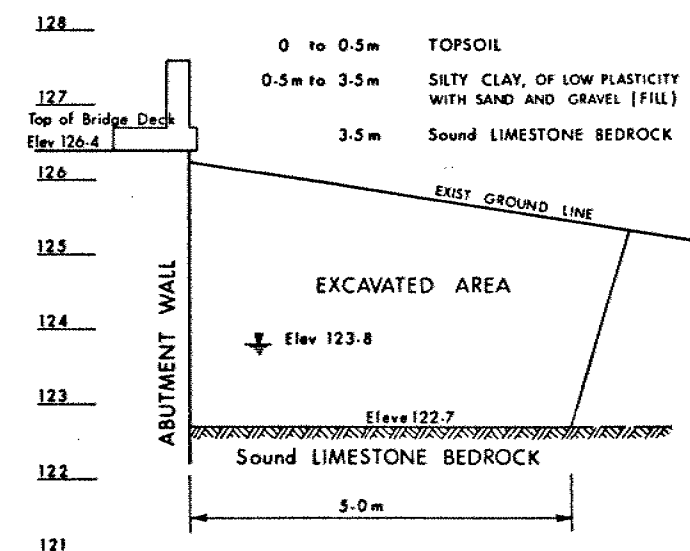 128
0 to 0.5m TOPSOIL
0.5m to 3.5m SILTY CLAY, OF LOW PLASTICITY
WITH SAND AND GRAVEL (FILL)
127
Top of Bridge Deck
Elev 126.4
3.5m Sound LIMESTONE BEDROCK
126
EXIST GROUND LINE
125
EXCAVATED AREA
ABUTMENT WALL
124
Elev 123.8
123
Eleve 122.7
Sound LIMESTONE BEDROCK
122
5.0m
121